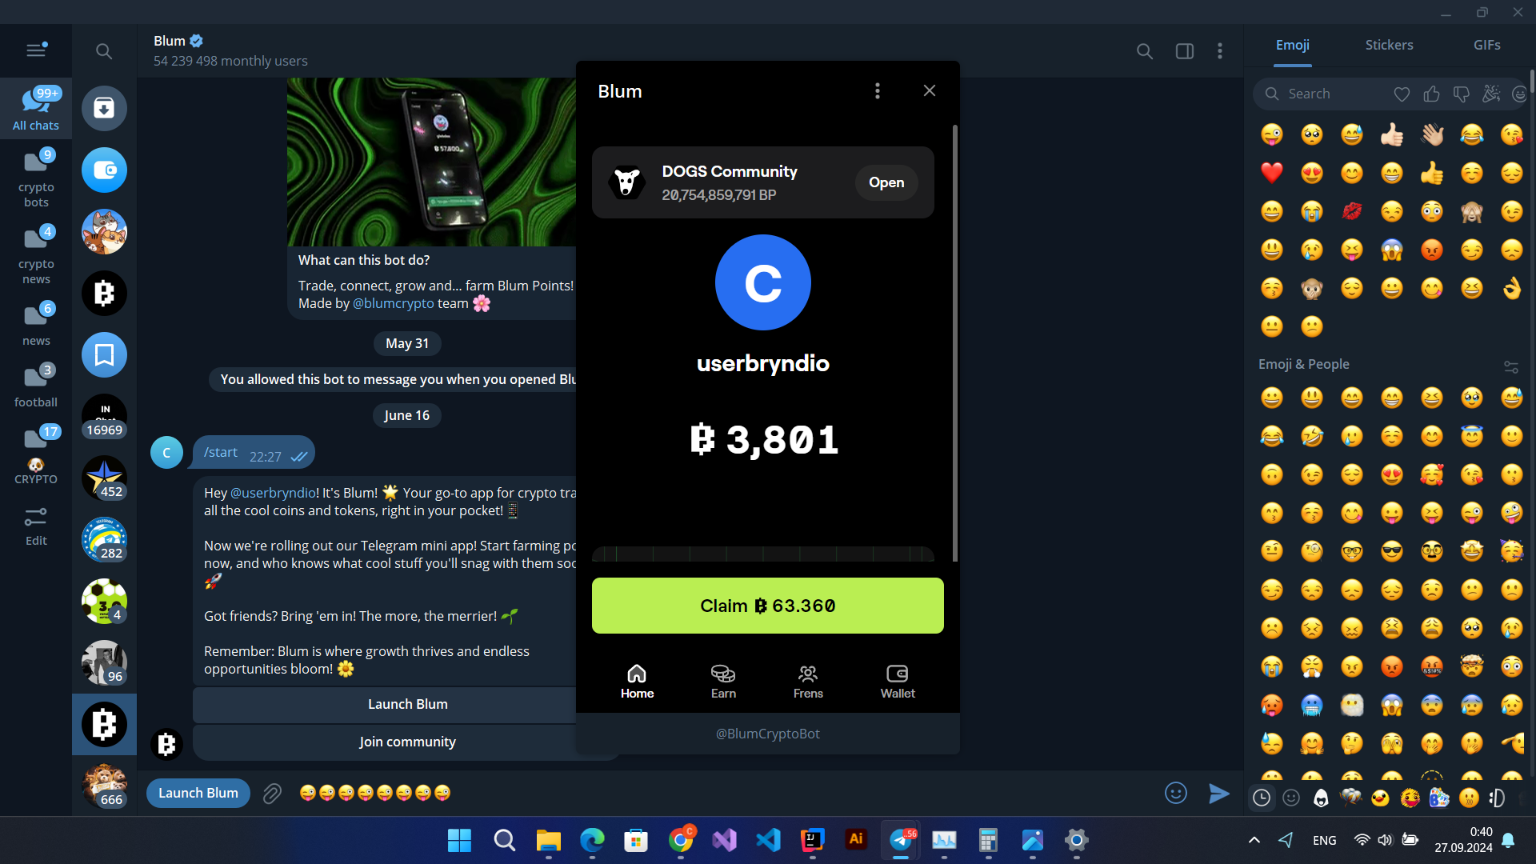 Blum
54 239 498 monthly users
Emoji
Stickers
GIFs
Search
99+
All chats
9
crypto
bots
4
crypto
news
6
news
3
football
17
CRYPTO
Edit
IN
16969
452
282
4
96
666
57,800
What can this bot do?
Trade, connect, grow and... farm Blum Points!
Made by @blumcrypto team 🌸
May 31
You allowed this bot to message you when you opened Blu
June 16
C
/start
22:27
Hey @userbryndio! It's Blum! 🌟 Your go-to app for crypto tra
all the cool coins and tokens, right in your pocket! 📱
Now we're rolling out our Telegram mini app! Start farming po
now, and who knows what cool stuff you'll snag with them soo
🚀
Got friends? Bring 'em in! The more, the merrier! 🌱
Remember: Blum is where growth thrives and endless
opportunities bloom! 🌼
Launch Blum
Join community
Launch Blum
😜😜😜😜😜😜😜😜
Blum
DOGS Community
20,754,859,791 BP
Open
C
userbryndio
3,801
Claim 63.360
Home
Earn
Frens
Wallet
@BlumCryptoBot
Emoji & People
C
IJ
Ai
56
ENG
0:40
27.09.2024